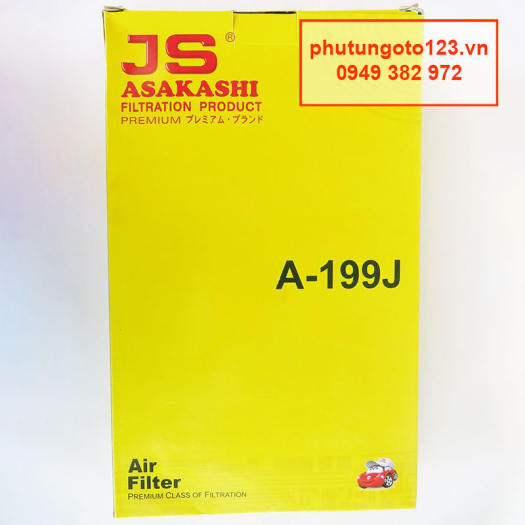 JS®
ASAKASHI
FILTRATION PRODUCT
PREMIUM プレミアム・ブランド
phutungoto123.vn
0949 382 972
A-199J
Air
Filter
PREMIUM CLASS OF FILTRATION